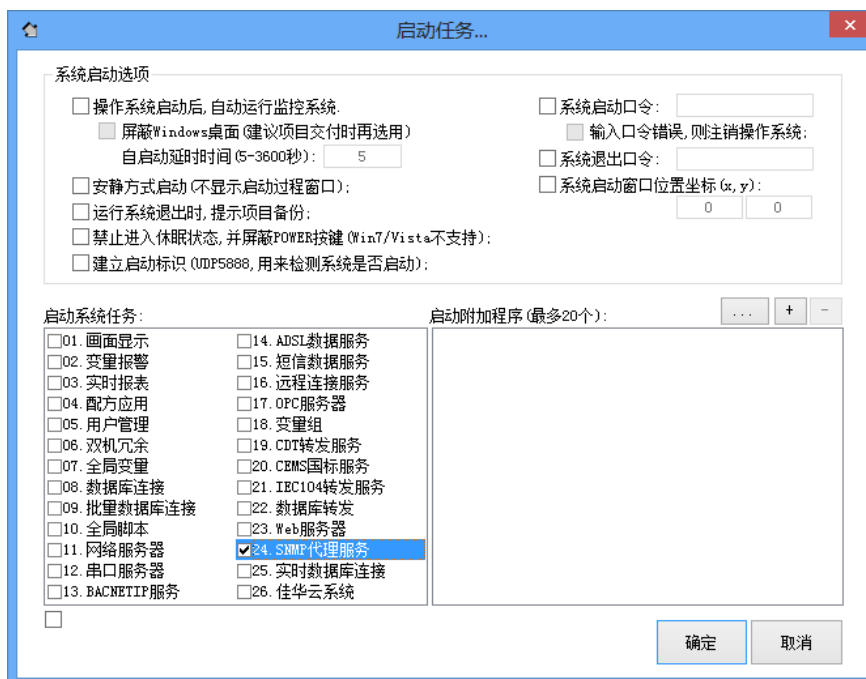 启动任务...
系统启动选项
操作系统启动后,自动运行监控系统.
屏蔽Windows桌面(建议项目交付时再选用)
自启动延时时间(5-3600秒): 5
安静方式启动(不显示启动过程窗口);
运行系统退出时,提示项目备份;
禁止进入休眠状态,并屏蔽POWER按键(Win7/Vista不支持);
建立启动标识(UDP5888,用来检测系统是否启动);
系统启动口令:
输入口令错误,则注销操作系统;
系统退出口令:
系统启动窗口位置坐标(x,y):
0 0
启动系统任务:
01.画面显示
02.变量报警
03.实时报表
04.配方应用
05.用户管理
06.双机冗余
07.全局变量
08.数据库连接
09.批量数据库连接
10.全局脚本
11.网络服务器
12.串口服务器
13.BACNETIP服务
14.ADSL数据服务
15.短信数据服务
16.远程连接服务
17.OPC服务器
18.变量组
19.CDT转发服务
20.CEMS国标服务
21.IEC104转发服务
22.数据库转发
23.Web服务器
24.SNMP代理服务
25.实时数据库连接
26.佳华云系统
启动附加程序(最多20个):
... + -
确定
取消